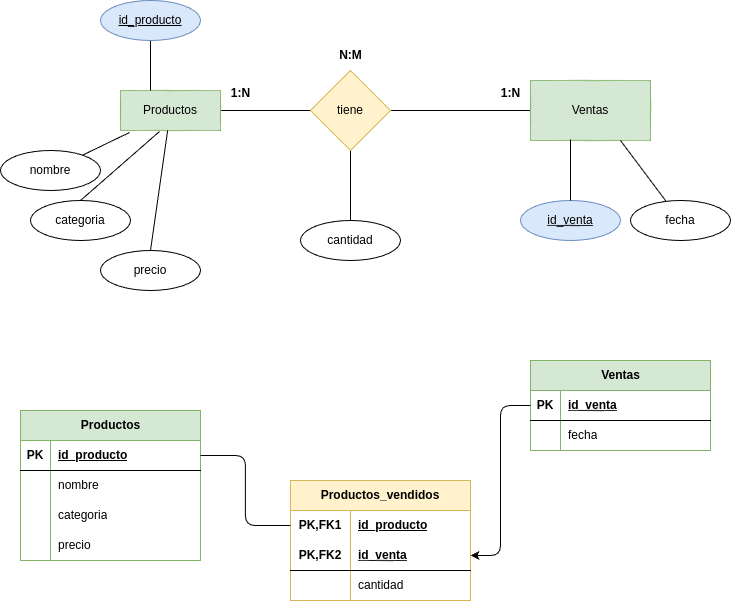 id_producto
N:M
1:N
1:N
Productos
tiene
Ventas
nombre
categoria
id_venta
fecha
cantidad
precio
Ventas
PK id_venta
fecha
Productos
PK id_producto
nombre
categoria
precio
Productos_vendidos
PK,FK1 id_producto
PK,FK2 id_venta
cantidad